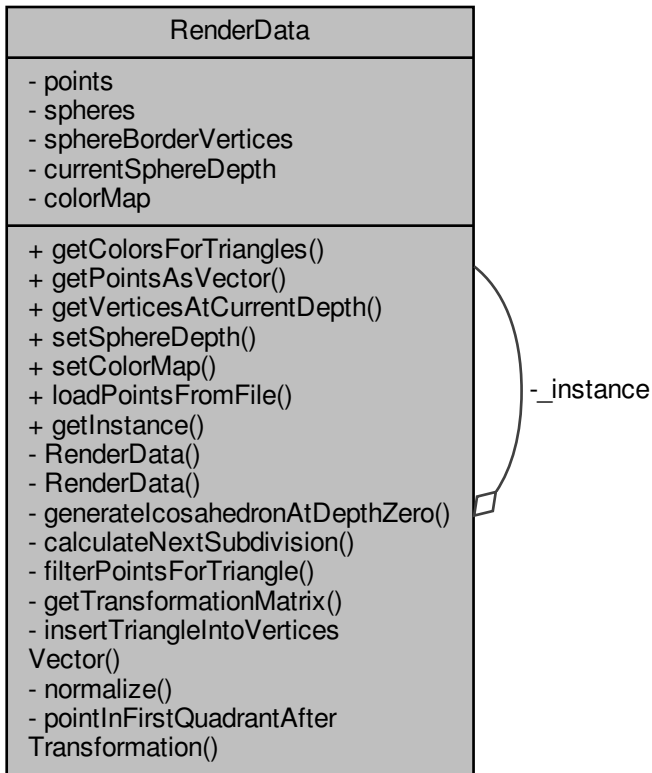 RenderData
- points
- spheres
- sphereBorderVertices
- currentSphereDepth
- colorMap
+ getColorsForTriangles()
+ getPointsAsVector()
+ getVerticesAtCurrentDepth()
+ setSphereDepth()
+ setColorMap()
+ loadPointsFromFile()
+ getInstance()
- RenderData()
- RenderData()
- generateIcosahedronAtDepthZero()
- calculateNextSubdivision()
- filterPointsForTriangle()
- getTransformationMatrix()
- insertTriangleIntoVertices
Vector()
- normalize()
- pointInFirstQuadrantAfter
Transformation()
-_instance